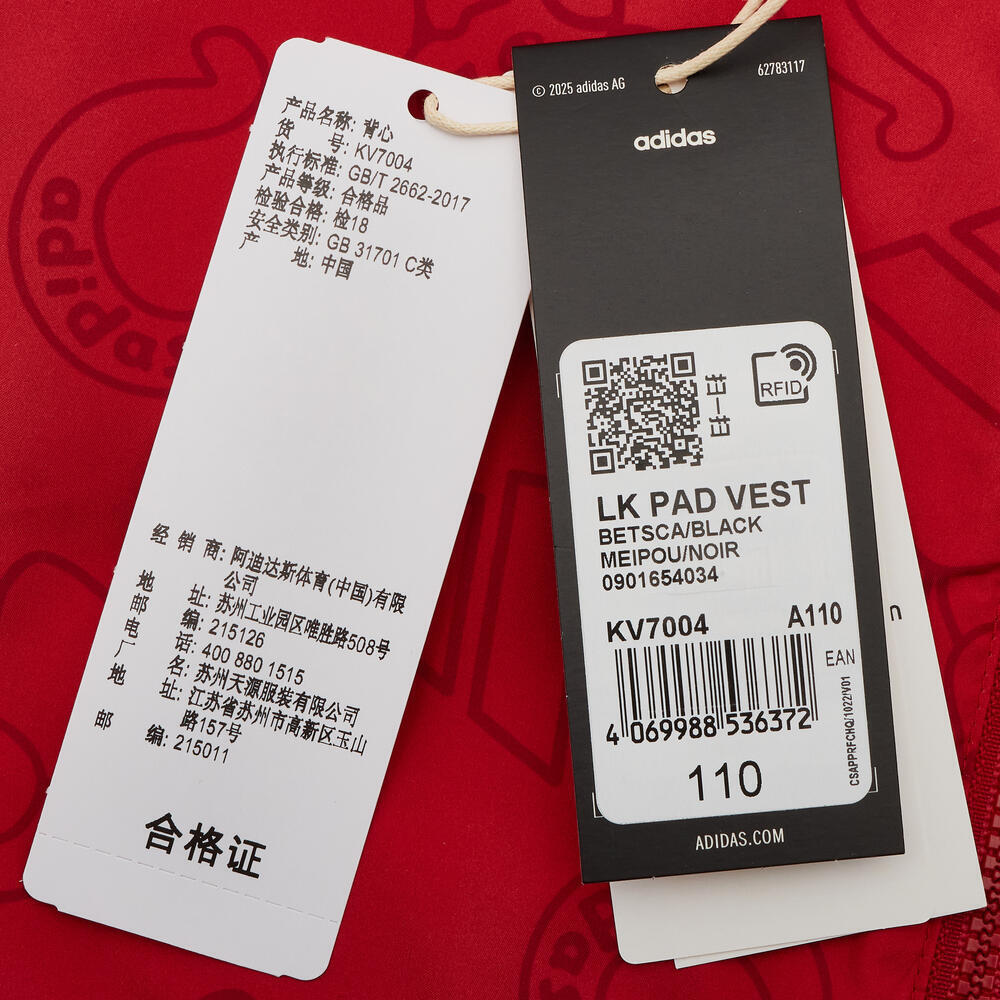 产品名称: 背心
货 号: KV7004
执行标准: GB/T 2662-2017
产品等级: 合格品
检验合格: 检18
安全类别: GB 31701 C类
产 地: 中国
经 销 商: 阿迪达斯体育(中国)有限
公司
地 址: 苏州工业园区唯胜路508号
邮 编: 215126
电 话: 400 880 1515
厂 名: 苏州天源服装有限公司
地 址: 江苏省苏州市高新区玉山
路157号
邮 编: 215011
合格证
© 2025 adidas AG
62783117
adidas
RFID
LK PAD VEST
BETSCA/BLACK
MEIPOU/NOIR
0901654034
KV7004 A110
EAN
4 069988 536372
CSAPPRFCHQ/1022/V01
110
ADIDAS.COM
n
adidas